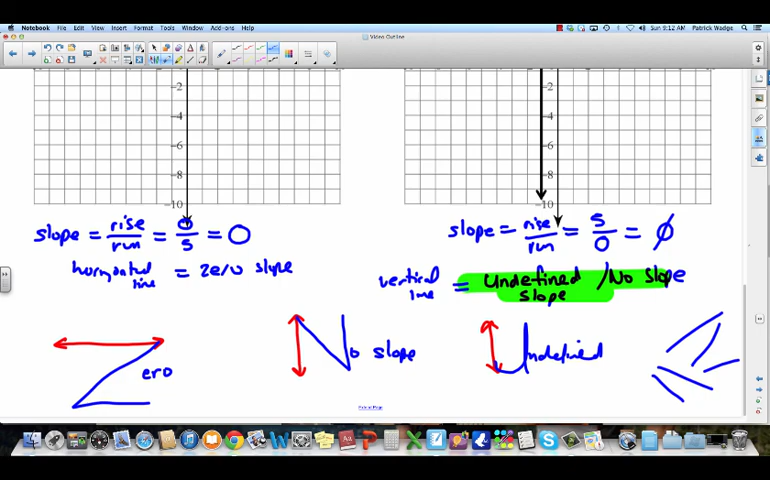 Notebook File Edit View Insert Format Tools Window Add-ons Help Sun 9:12 AM Patrick Wadge
Video Outline
-2 -2
-4 -4
-6 -6
-8 -8
-10 -10
slope = rise/run = 0/5 = 0
slope = rise/run = 5/0 = ∅
horizontal line = zero slope
vertical line = Undefined slope / No slope
Zero
No slope
Undefined